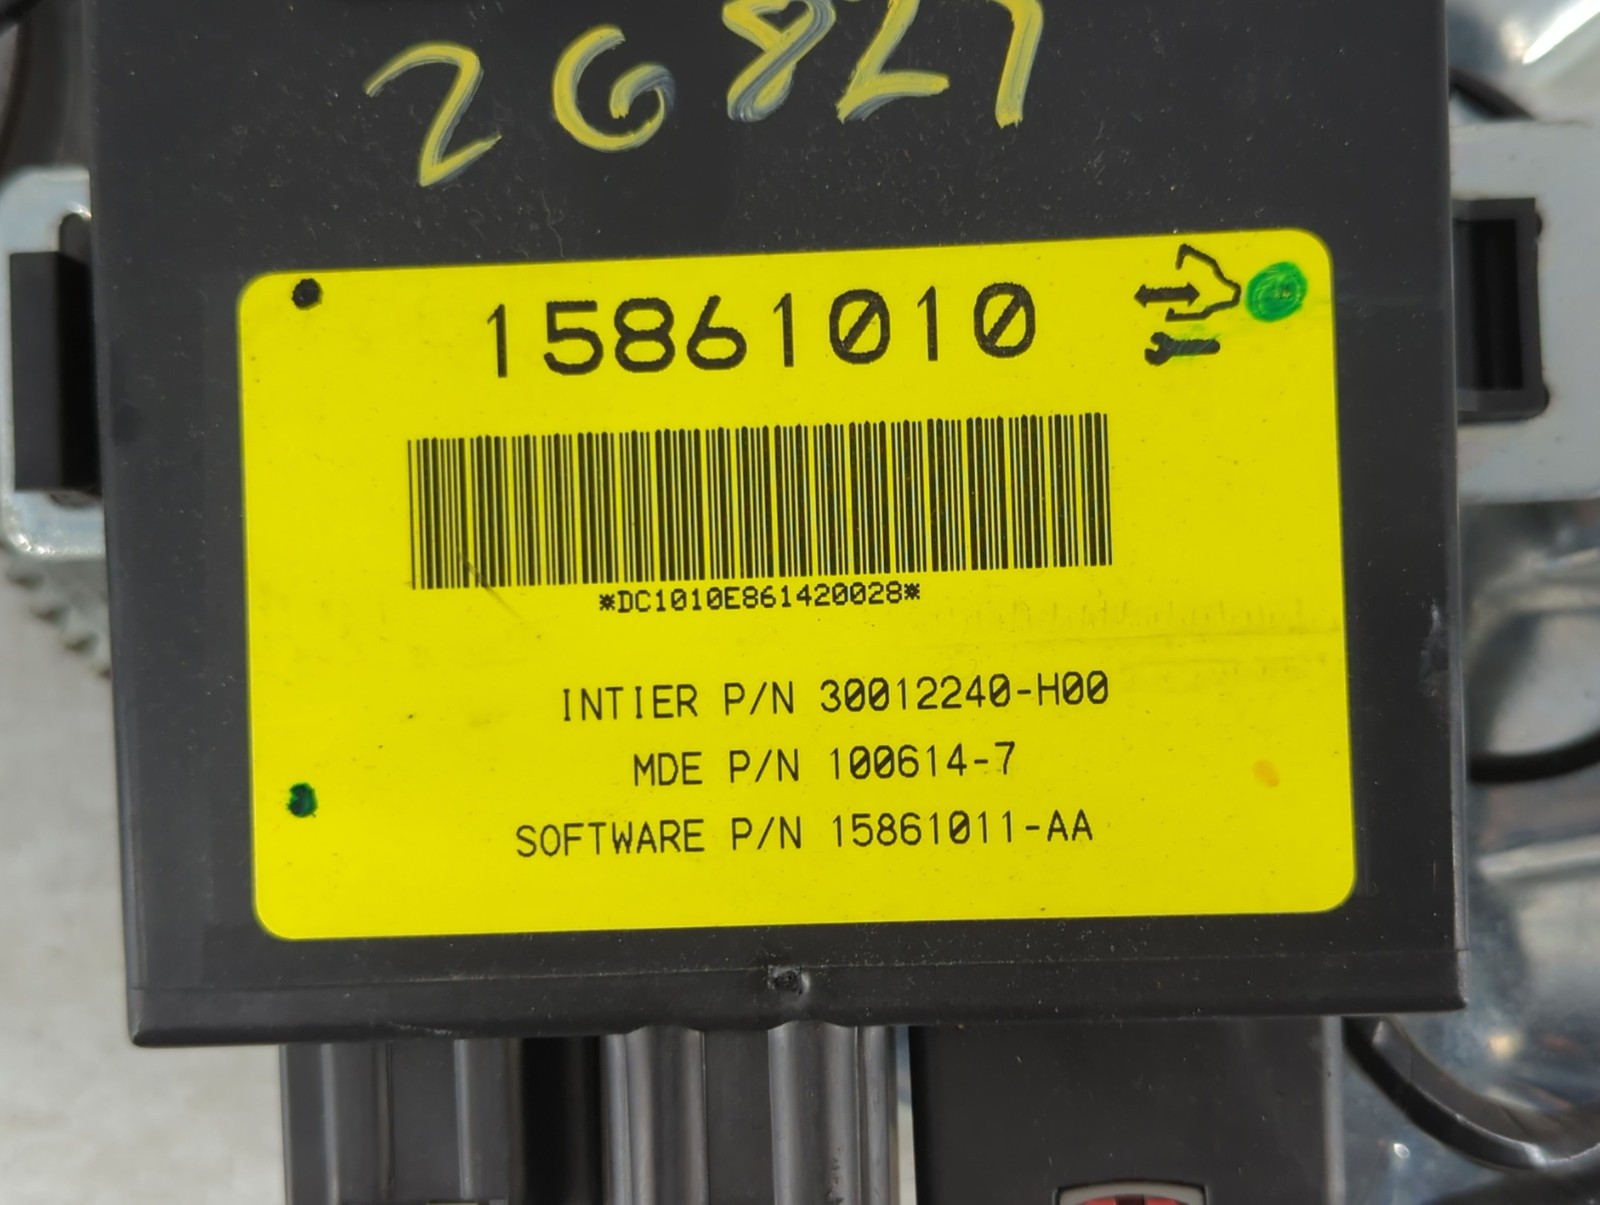 26827
15861010
*DC1010E861420028*
INTIER P/N 30012240-H00
MDE P/N 100614-7
SOFTWARE P/N 15861011-AA